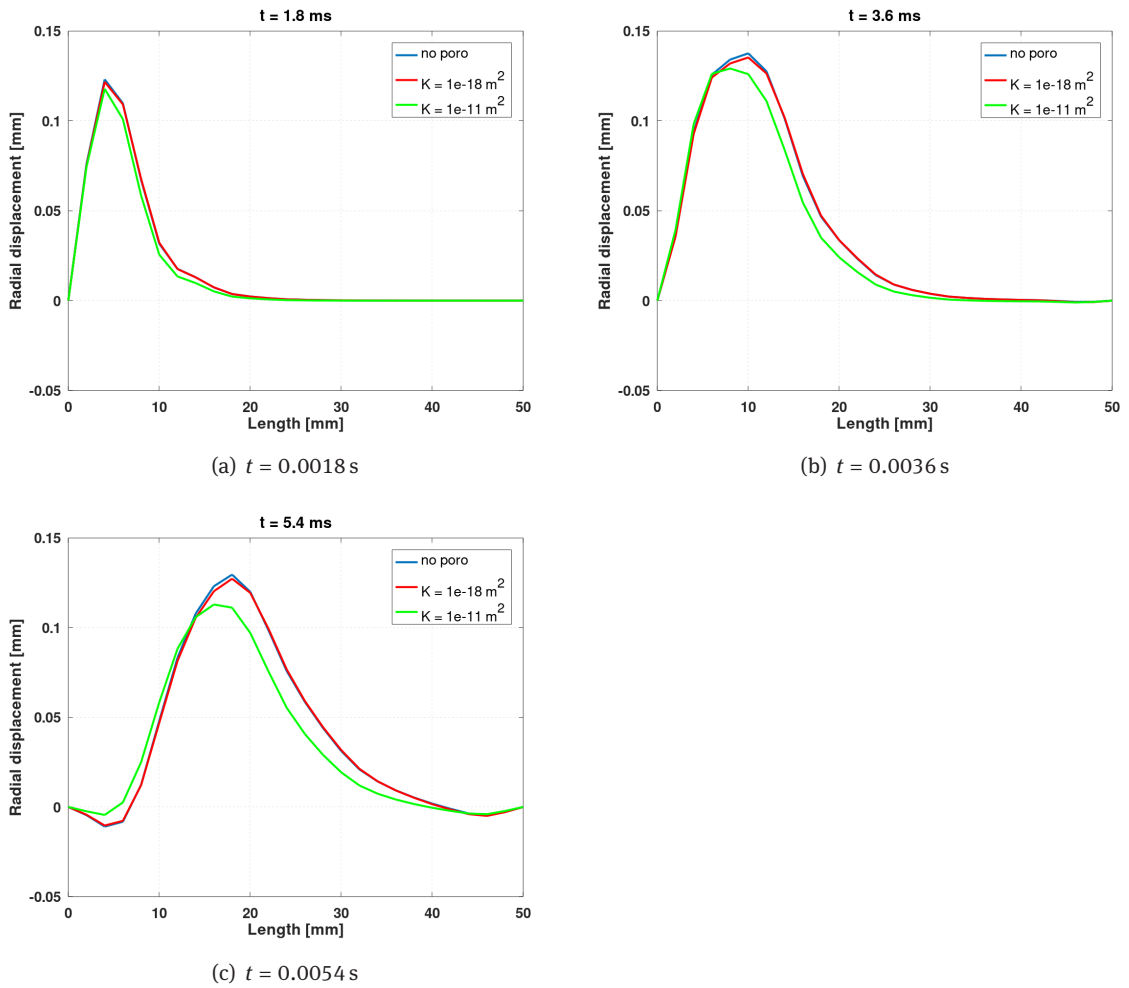 t = 1.8 ms
0.15
0.1
0.05
0
-0.05
Radial displacement [mm]
no poro
K = 1e-18 m2
K = 1e-11 m2
0 10 20 30 40 50
Length [mm]
(a) t = 0.0018 s
t = 3.6 ms
0.15
0.1
0.05
0
-0.05
Radial displacement [mm]
no poro
K = 1e-18 m2
K = 1e-11 m2
0 10 20 30 40 50
Length [mm]
(b) t = 0.0036 s
t = 5.4 ms
0.15
0.1
0.05
0
-0.05
Radial displacement [mm]
no poro
K = 1e-18 m2
K = 1e-11 m2
0 10 20 30 40 50
Length [mm]
(c) t = 0.0054 s